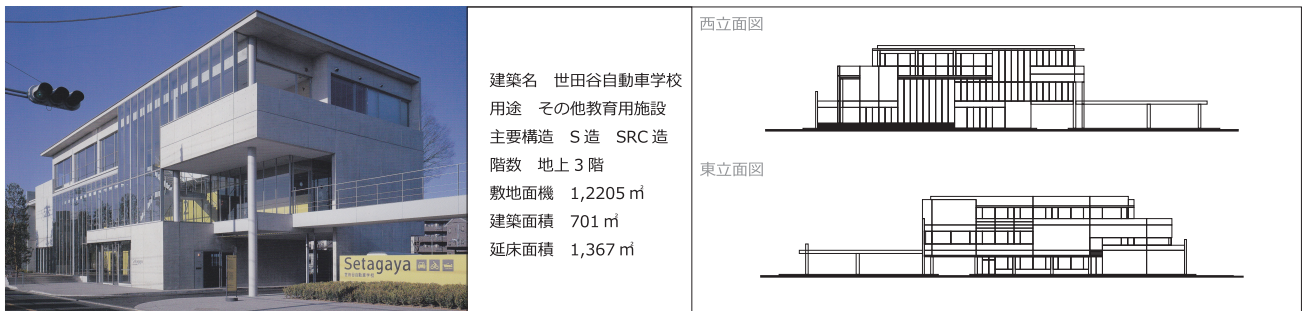 建築名　世田谷自動車学校
用途　その他教育用施設
主要構造　S 造　SRC 造
階数　地上 3 階
敷地面機　1,2205 ㎡
建築面積　701 ㎡
延床面積　1,367 ㎡
Setagaya
西立面図
東立面図